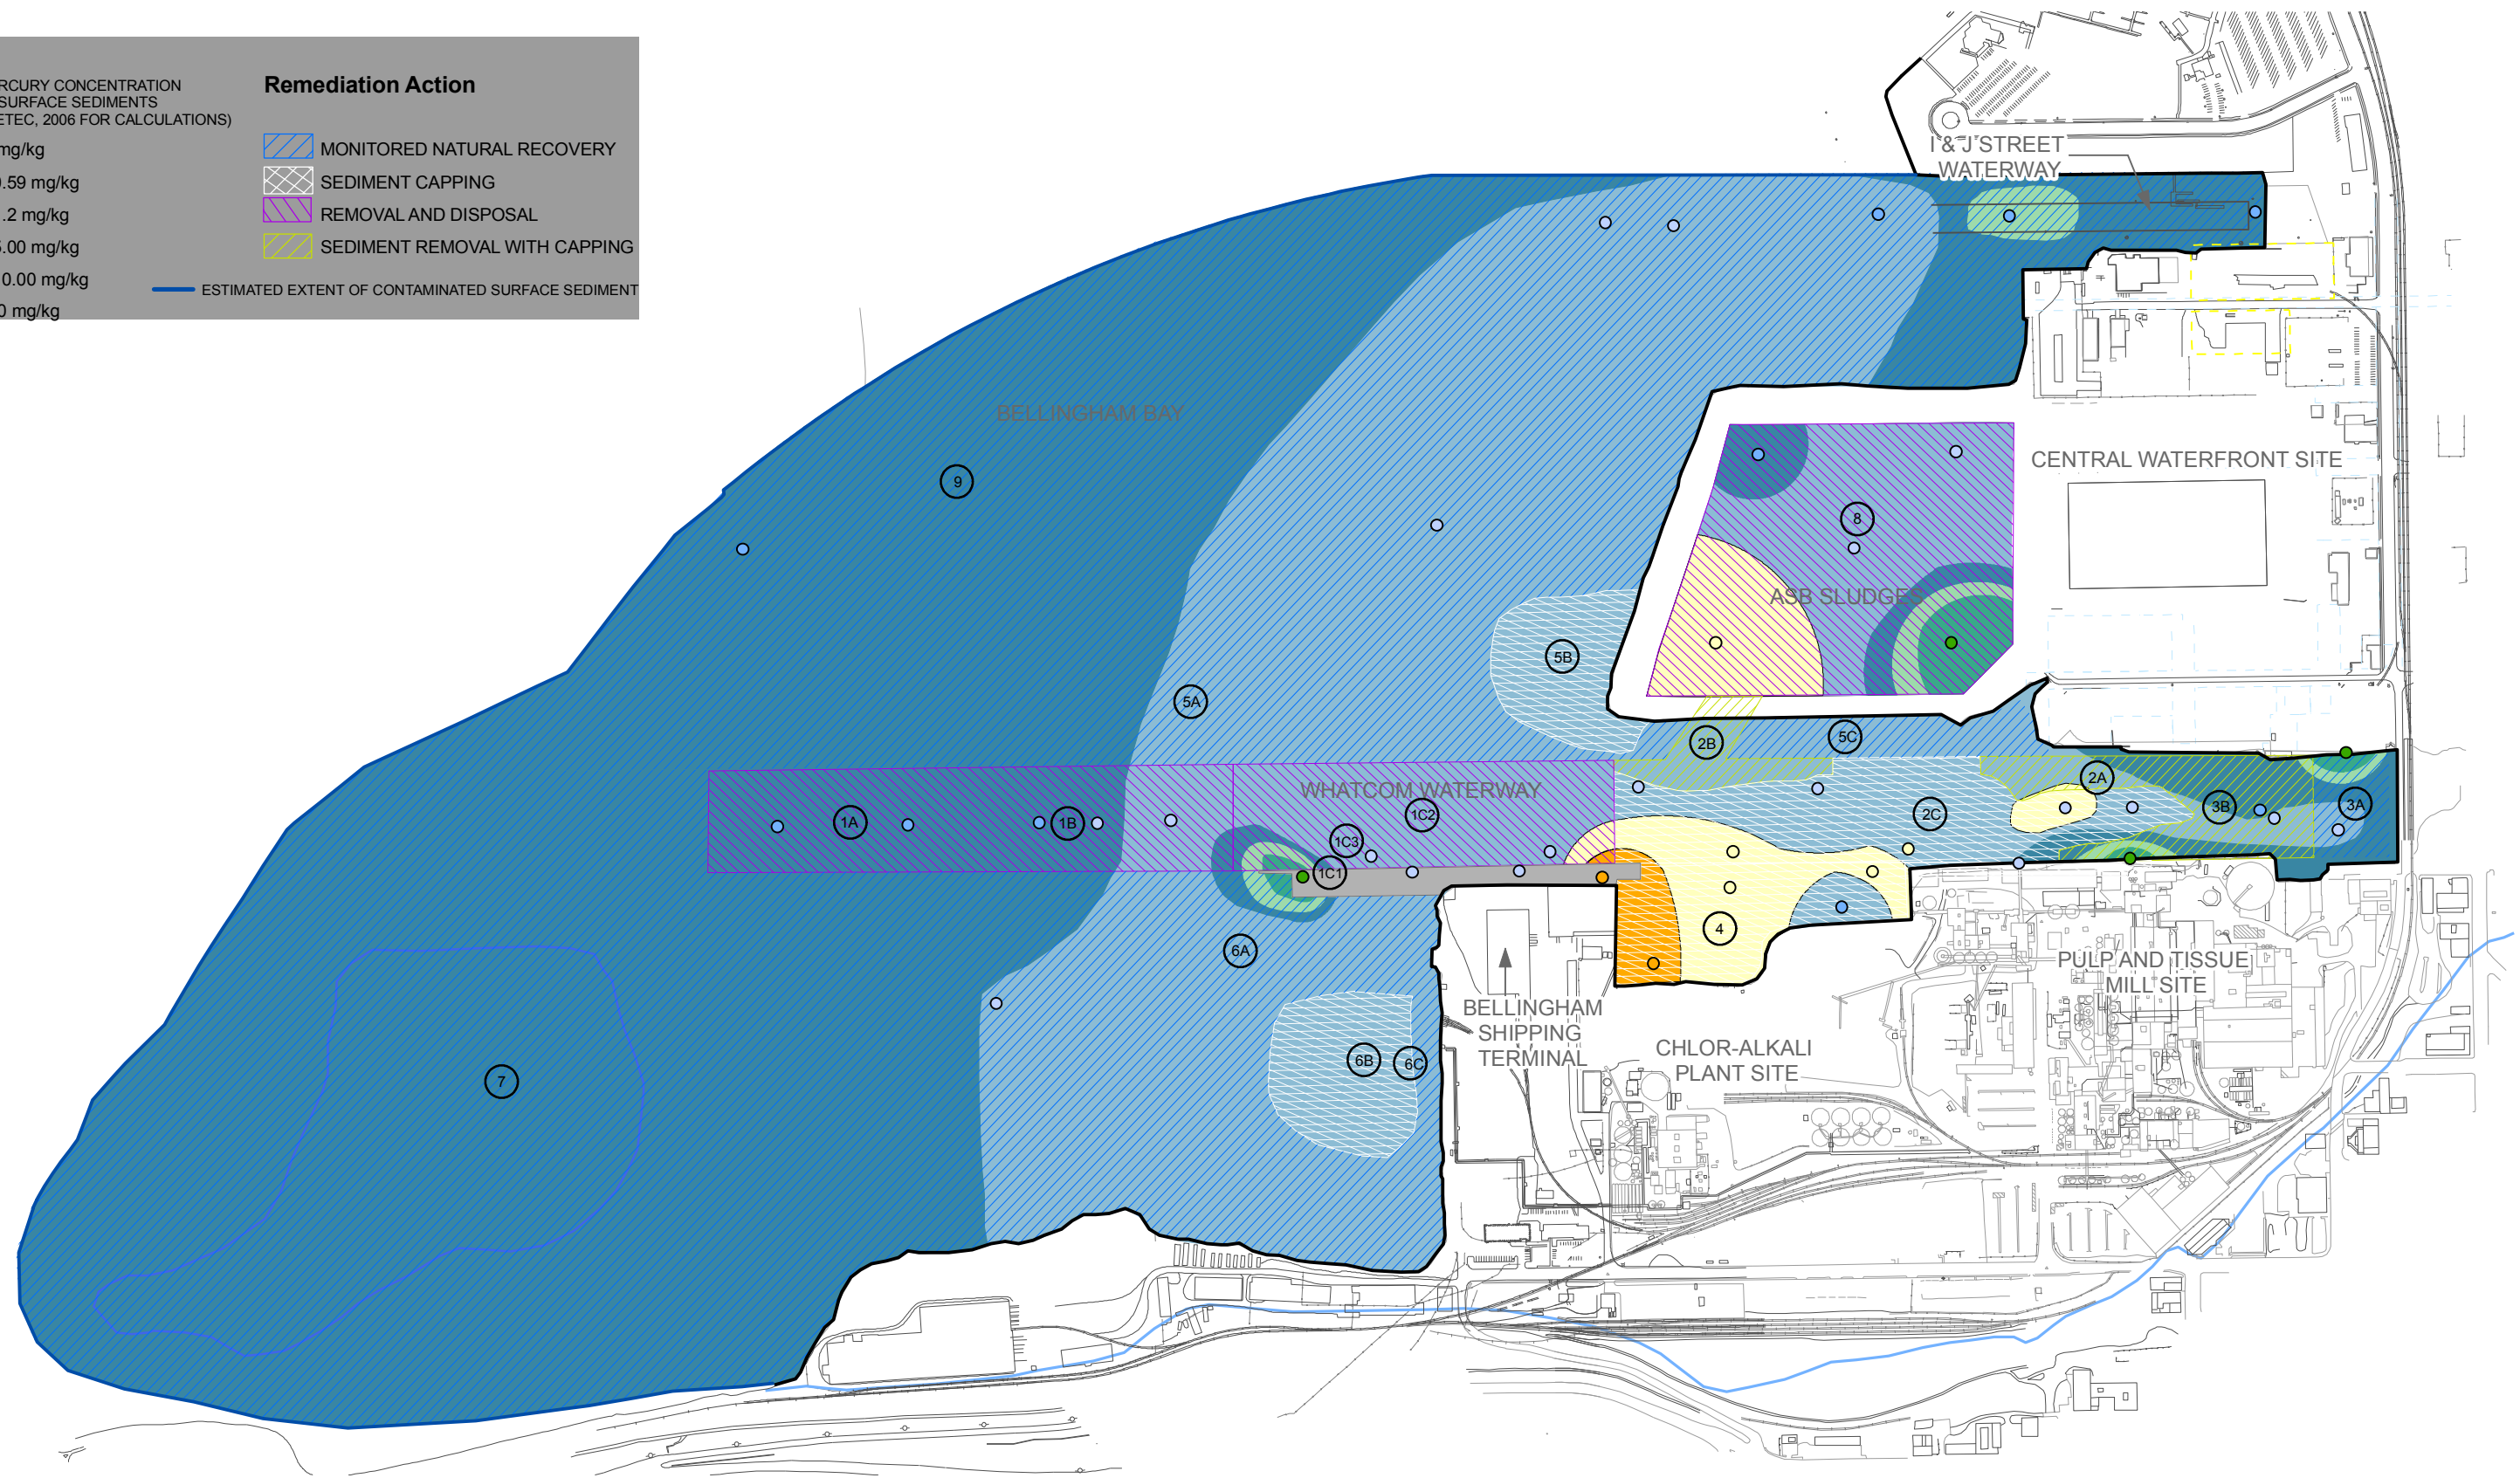 RCURY CONCENTRATION
SURFACE SEDIMENTS
ETEC, 2006 FOR CALCULATIONS)
mg/kg
.59 mg/kg
.2 mg/kg
5.00 mg/kg
0.00 mg/kg
0 mg/kg
Remediation Action
MONITORED NATURAL RECOVERY
SEDIMENT CAPPING
REMOVAL AND DISPOSAL
SEDIMENT REMOVAL WITH CAPPING
ESTIMATED EXTENT OF CONTAMINATED SURFACE SEDIMENT
I & J STREET
WATERWAY
BELLINGHAM BAY
CENTRAL WATERFRONT SITE
9
8
ASB SLUDGES
5B
5A
2B
5C
WHATCOM WATERWAY
2A
1A
1B
1C3
1C2
2C
3B
3A
1C1
4
6A
PULP AND TISSUE
MILL SITE
BELLINGHAM
SHIPPING
TERMINAL
CHLOR-ALKALI
PLANT SITE
6B
6C
7